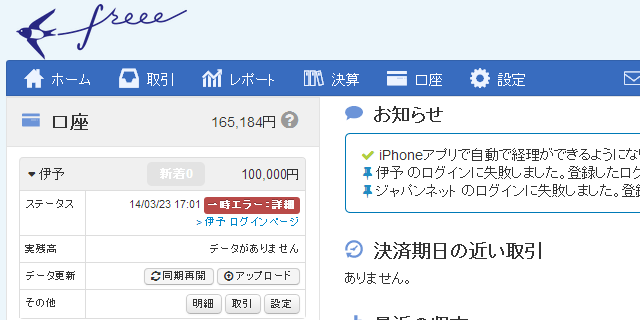 freee
ホーム 取引 レポート 決算 口座 設定
口座 165,184円 ?
伊予 新着0 100,000円
ステータス 14/03/23 17:01 一時エラー：詳細
> 伊予 ログインページ
実残高 データがありません
データ更新 同期再開 アップロード
その他 明細 取引 設定
お知らせ
iPhoneアプリで自動で経理ができるようにな
伊予 のログインに失敗しました。登録したログ
ジャパンネット のログインに失敗しました。登
決済期日の近い取引
ありません。